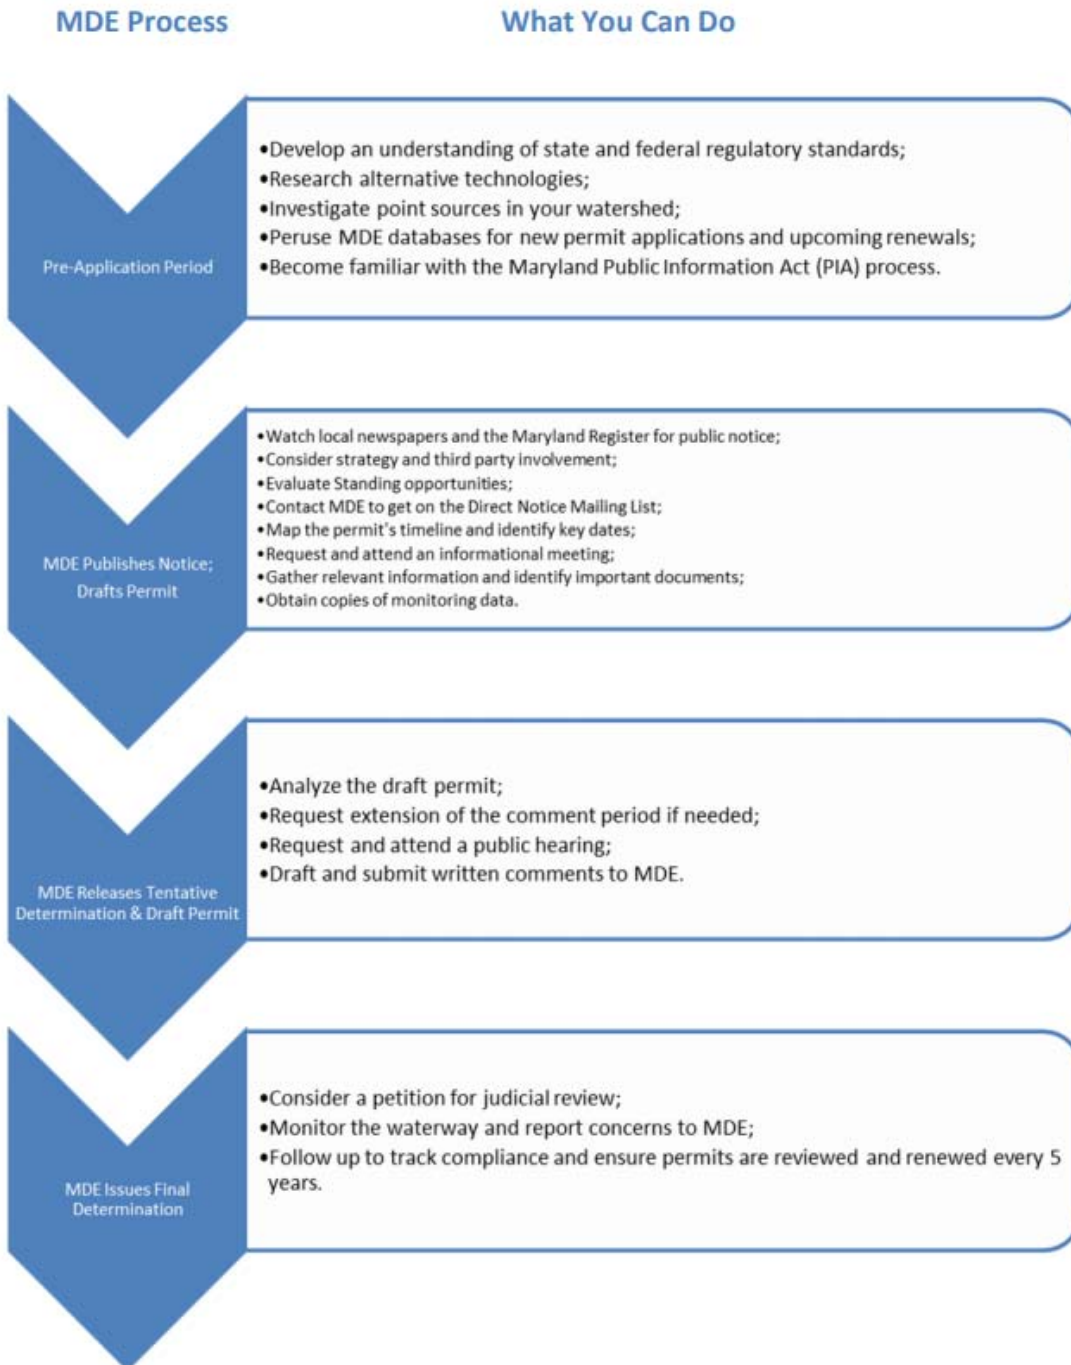 MDE Process
What You Can Do
Pre-Application Period
•Develop an understanding of state and federal regulatory standards;
•Research alternative technologies;
•Investigate point sources in your watershed;
•Peruse MDE databases for new permit applications and upcoming renewals;
•Become familiar with the Maryland Public Information Act (PIA) process.
MDE Publishes Notice;
Drafts Permit
•Watch local newspapers and the Maryland Register for public notice;
•Consider strategy and third party involvement;
•Evaluate Standing opportunities;
•Contact MDE to get on the Direct Notice Mailing List;
•Map the permit's timeline and identify key dates;
•Request and attend an informational meeting;
•Gather relevant information and identify important documents;
•Obtain copies of monitoring data.
MDE Releases Tentative
Determination & Draft Permit
•Analyze the draft permit;
•Request extension of the comment period if needed;
•Request and attend a public hearing;
•Draft and submit written comments to MDE.
MDE Issues Final
Determination
•Consider a petition for judicial review;
•Monitor the waterway and report concerns to MDE;
•Follow up to track compliance and ensure permits are reviewed and renewed every 5
years.